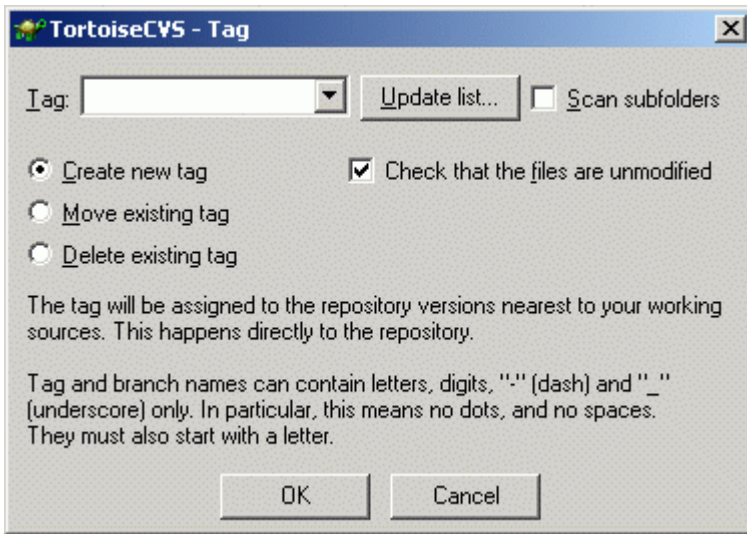 TortoiseCVS - Tag
Tag: Update list... Scan subfolders
Create new tag Check that the files are unmodified
Move existing tag
Delete existing tag
The tag will be assigned to the repository versions nearest to your working
sources. This happens directly to the repository.
Tag and branch names can contain letters, digits, "-" (dash) and "_"
(underscore) only. In particular, this means no dots, and no spaces.
They must also start with a letter.
OK Cancel